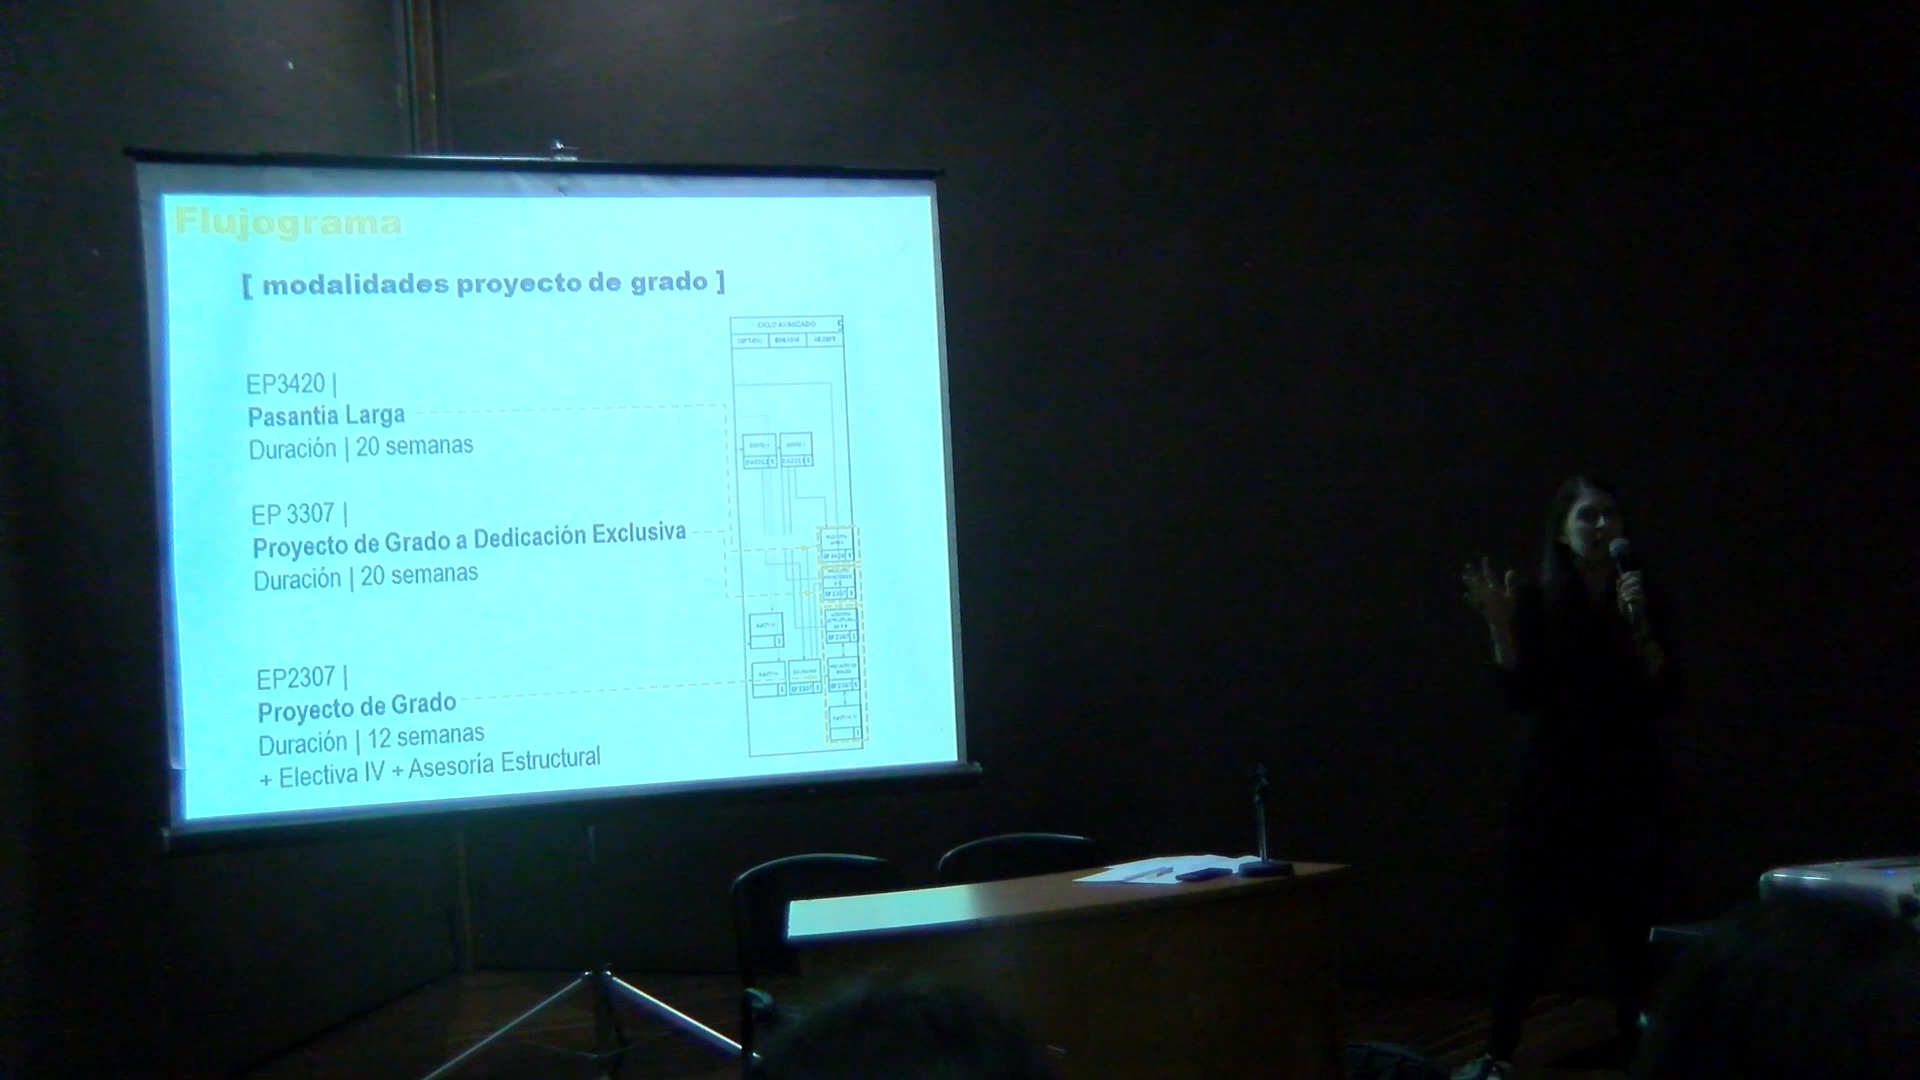 Flujograma
[ modalidades proyecto de grado ]
EP3420 |
Pasantía Larga
Duración | 20 semanas
EP 3307 |
Proyecto de Grado a Dedicación Exclusiva
Duración | 20 semanas
EP2307 |
Proyecto de Grado
Duración | 12 semanas
+ Electiva IV + Asesoría Estructural
CICLO AVANZADO